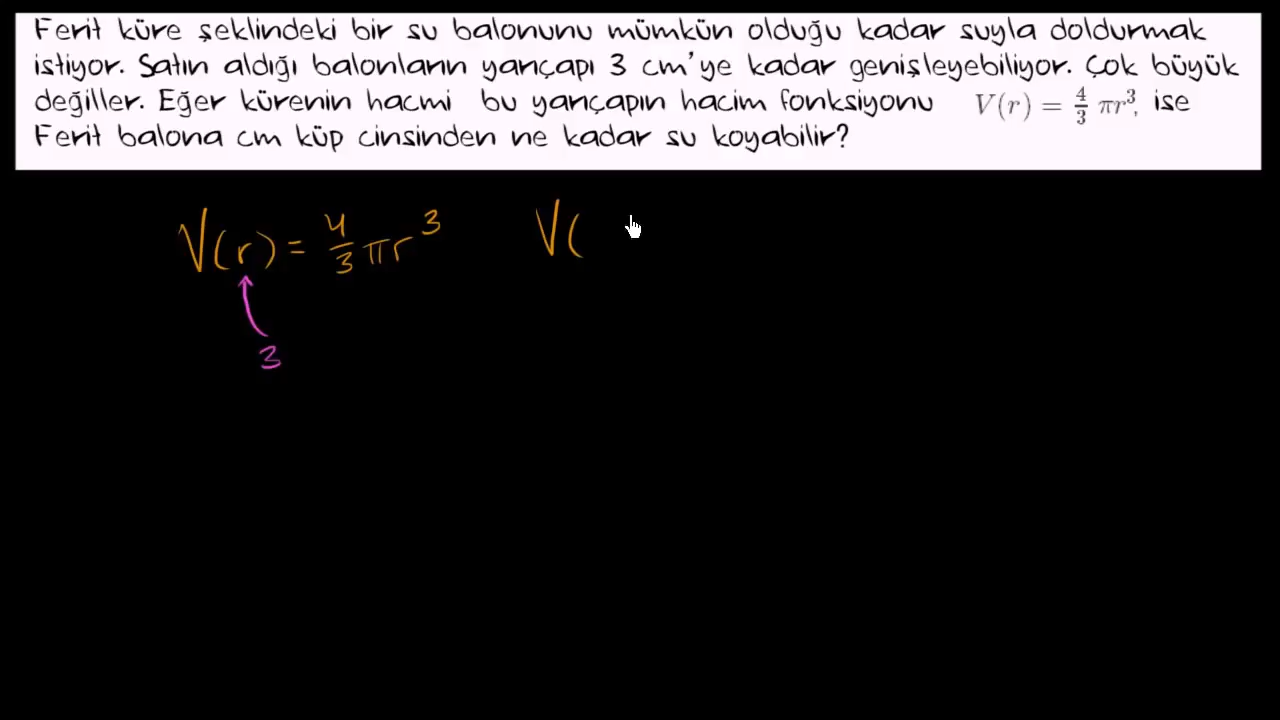 Ferit küre şeklindeki bir su balonunu mümkün olduğu kadar suyla doldurmak
istiyor. Satın aldığı balonların yarıçapı 3 cm'ye kadar genişleyebiliyor. Çok büyük
değiller. Eğer kürenin hacmi bu yarıçapın hacim fonksiyonu V(r) = 4/3 πr³, ise
Ferit balona cm küp cinsinden ne kadar su koyabilir?
V(r) = 4/3 πr³ V(
3